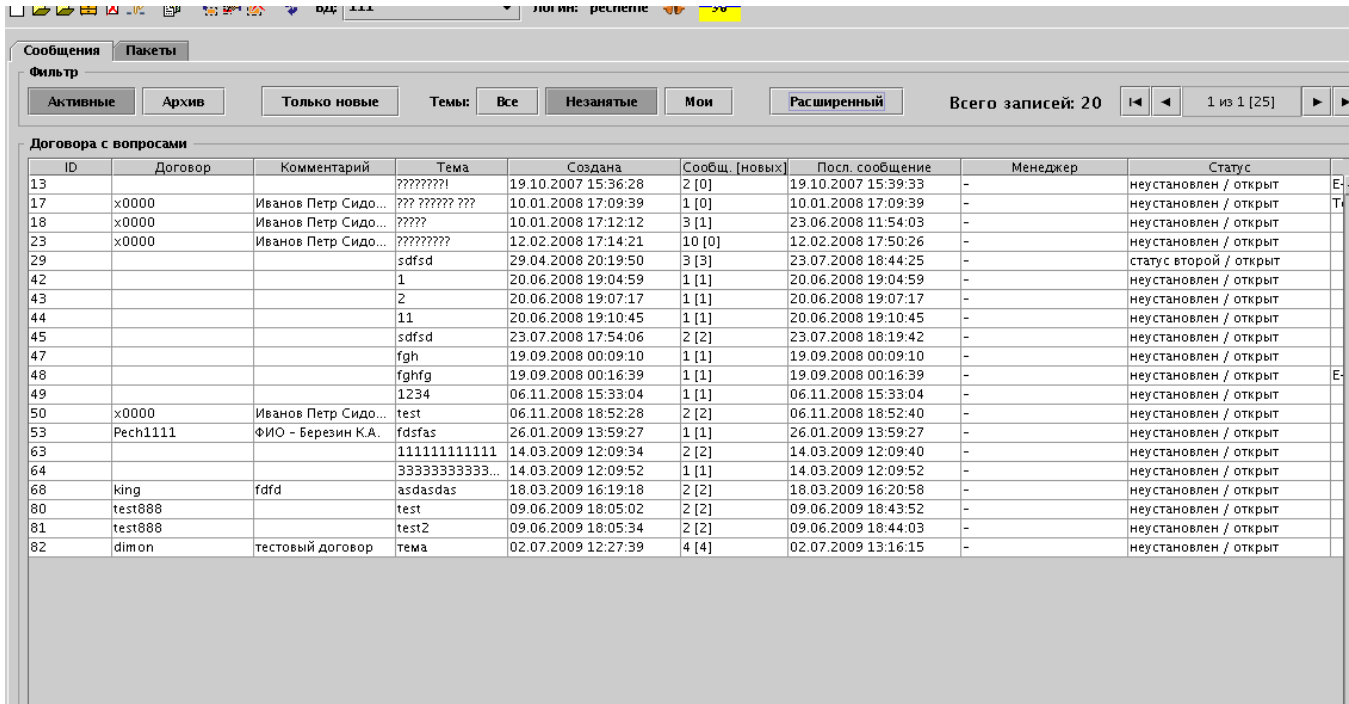 БД: 111 логин: pechenie
Сообщения Пакеты
Фильтр
Активные Архив Только новые Темы: Все Незанятые Мои Расширенный Всего записей: 20 1 из 1 [25]
Договора с вопросами
ID Договор Комментарий Тема Создана Сообщ. [новых] Посл. сообщение Менеджер Статус
13 ????????! 19.10.2007 15:36:28 2 [0] 19.10.2007 15:39:33 – неустановлен / открыт E-
17 x0000 Иванов Петр Сидо... ??? ?????? ??? 10.01.2008 17:09:39 1 [0] 10.01.2008 17:09:39 – неустановлен / открыт
18 x0000 Иванов Петр Сидо... ????? 10.01.2008 17:12:12 3 [1] 23.06.2008 11:54:03 – неустановлен / открыт
23 x0000 Иванов Петр Сидо... ????????? 12.02.2008 17:14:21 10 [0] 12.02.2008 17:50:26 – неустановлен / открыт
29 sdfsd 29.04.2008 20:19:50 3 [3] 23.07.2008 18:44:25 – статус второй / открыт
42 1 20.06.2008 19:04:59 1 [1] 20.06.2008 19:04:59 – неустановлен / открыт
43 2 20.06.2008 19:07:17 1 [1] 20.06.2008 19:07:17 – неустановлен / открыт
44 11 20.06.2008 19:10:45 1 [1] 20.06.2008 19:10:45 – неустановлен / открыт
45 sdfsd 23.07.2008 17:54:06 2 [2] 23.07.2008 18:19:42 – неустановлен / открыт
47 fgh 19.09.2008 00:09:10 1 [1] 19.09.2008 00:09:10 – неустановлен / открыт
48 fghfg 19.09.2008 00:16:39 1 [1] 19.09.2008 00:16:39 – неустановлен / открыт E-
49 1234 06.11.2008 15:33:04 1 [1] 06.11.2008 15:33:04 – неустановлен / открыт
50 x0000 Иванов Петр Сидо... test 06.11.2008 18:52:28 2 [2] 06.11.2008 18:52:40 – неустановлен / открыт
53 Pech1111 ФИО – Березин К.А. fdsfas 26.01.2009 13:59:27 1 [1] 26.01.2009 13:59:27 – неустановлен / открыт
63 111111111111 14.03.2009 12:09:34 2 [2] 14.03.2009 12:09:40 – неустановлен / открыт
64 33333333333... 14.03.2009 12:09:52 1 [1] 14.03.2009 12:09:52 – неустановлен / открыт
68 king fdfd asdasdas 18.03.2009 16:19:18 2 [2] 18.03.2009 16:20:58 – неустановлен / открыт
80 test888 test 09.06.2009 18:05:02 2 [2] 09.06.2009 18:43:52 – неустановлен / открыт
81 test888 test2 09.06.2009 18:05:34 2 [2] 09.06.2009 18:44:03 – неустановлен / открыт
82 dimon тестовый договор тема 02.07.2009 12:27:39 4 [4] 02.07.2009 13:16:15 – неустановлен / открыт